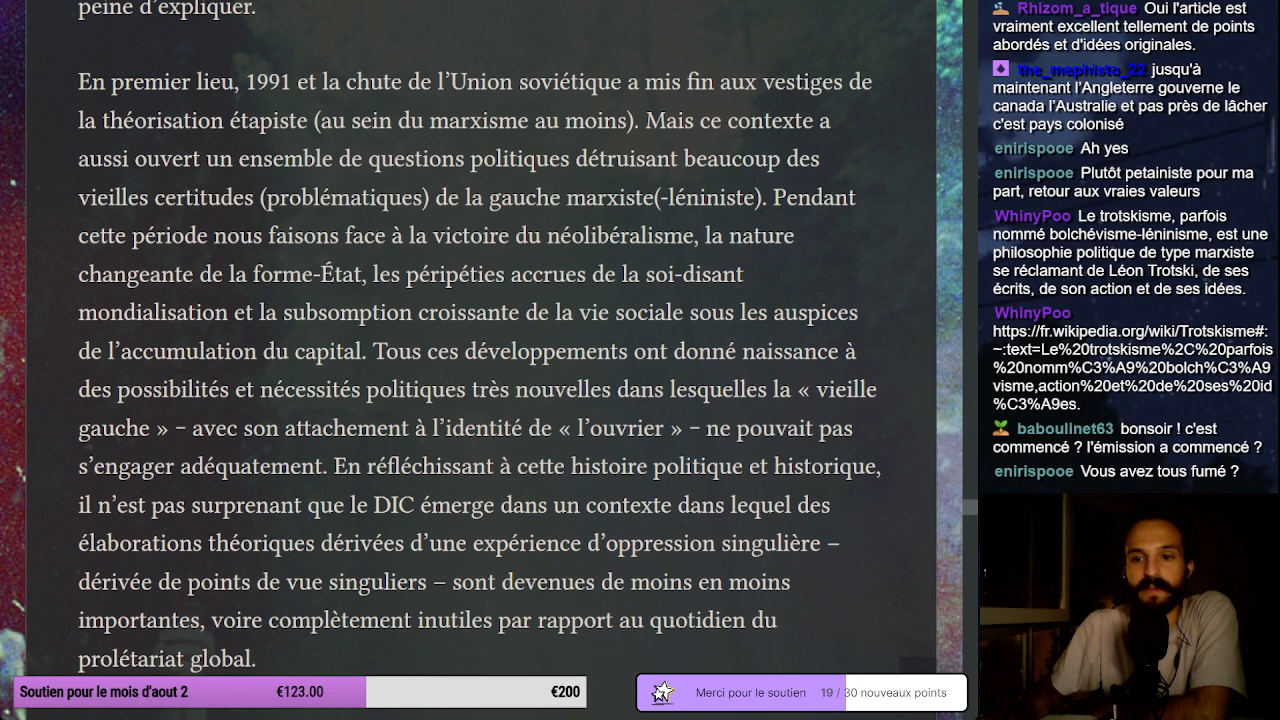 peine d'expliquer.
En premier lieu, 1991 et la chute de l'Union soviétique a mis fin aux vestiges de
la théorisation étapiste (au sein du marxisme au moins). Mais ce contexte a
aussi ouvert un ensemble de questions politiques détruisant beaucoup des
vieilles certitudes (problématiques) de la gauche marxiste(-léniniste). Pendant
cette période nous faisons face à la victoire du néolibéralisme, la nature
changeante de la forme-État, les péripéties accrues de la soi-disant
mondialisation et la subsomption croissante de la vie sociale sous les auspices
de l'accumulation du capital. Tous ces développements ont donné naissance à
des possibilités et nécessités politiques très nouvelles dans lesquelles la « vieille
gauche » – avec son attachement à l'identité de « l'ouvrier » – ne pouvait pas
s'engager adéquatement. En réfléchissant à cette histoire politique et historique,
il n'est pas surprenant que le DIC émerge dans un contexte dans lequel des
élaborations théoriques dérivées d'une expérience d'oppression singulière –
dérivée de points de vue singuliers – sont devenues de moins en moins
importantes, voire complètement inutiles par rapport au quotidien du
prolétariat global.
Soutien pour le mois d'aout 2 €123.00 €200
Merci pour le soutien 19 / 30 nouveaux points
Rhizom_a_tique Oui l'article est
vraiment excellent tellement de points
abordés et d'idées originales.
the_mephisto_22 jusqu'à
maintenant l'Angleterre gouverne le
canada l'Australie et pas près de lâcher
c'est pays colonisé
enirispooe Ah yes
enirispooe Plutôt petainiste pour ma
part, retour aux vraies valeurs
WhinyPoo Le trotskisme, parfois
nommé bolchévisme-léninisme, est une
philosophie politique de type marxiste
se réclamant de Léon Trotski, de ses
écrits, de son action et de ses idées.
WhinyPoo
https://fr.wikipedia.org/wiki/Trotskisme#:
~:text=Le%20trotskisme%2C%20parfois
%20nomm%C3%A9%20bolch%C3%A9
visme,action%20et%20de%20ses%20id
%C3%A9es.
baboulinet63 bonsoir ! c'est
commencé ? l'émission a commencé ?
enirispooe Vous avez tous fumé ?